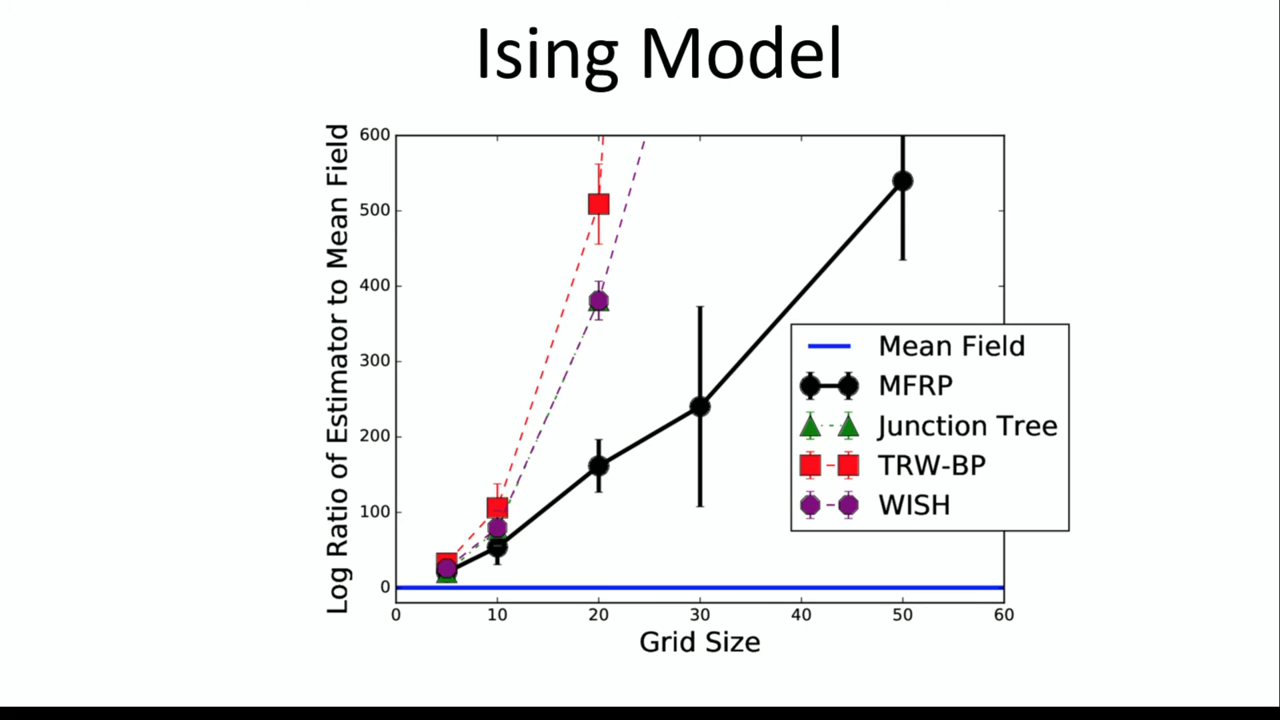 Ising Model
Log Ratio of Estimator to Mean Field
600
500
400
300
200
100
0
0 10 20 30 40 50 60
Grid Size
Mean Field
MFRP
Junction Tree
TRW-BP
WISH